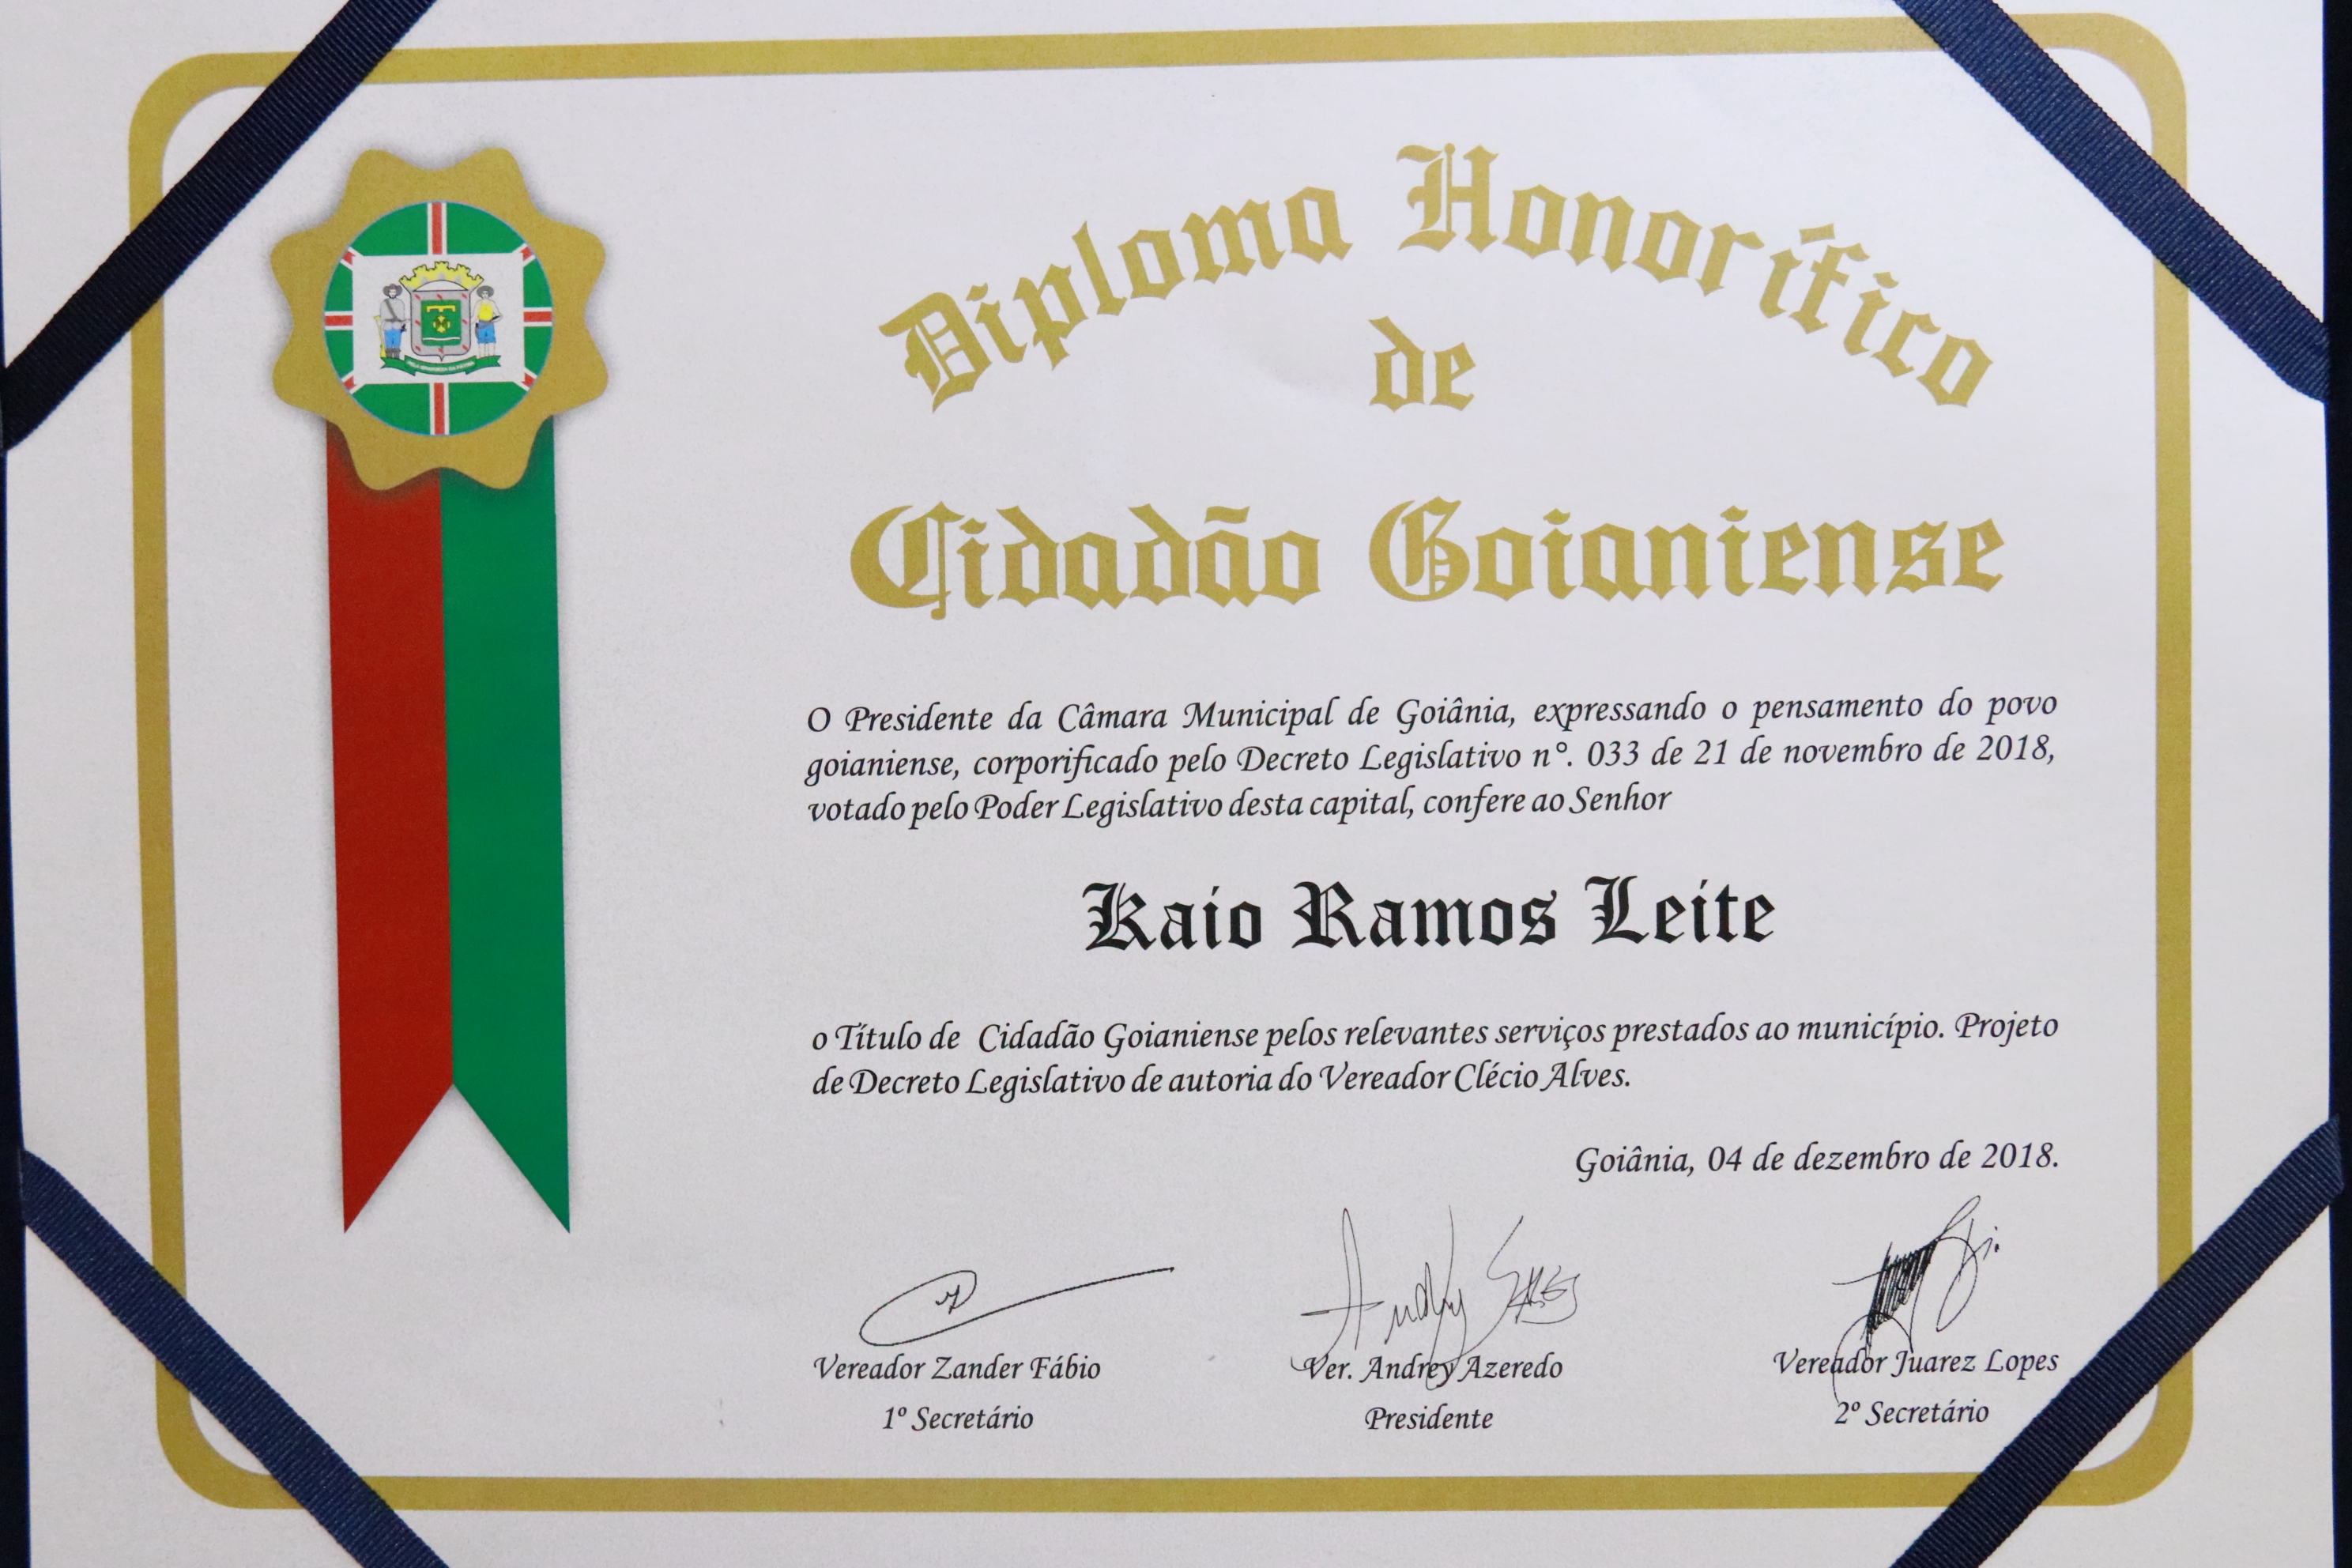 Diploma Honorífico
de
Cidadão Goianiense
O Presidente da Câmara Municipal de Goiânia, expressando o pensamento do povo
goianiense, corporificado pelo Decreto Legislativo n°. 033 de 21 de novembro de 2018,
votado pelo Poder Legislativo desta capital, confere ao Senhor
Kaio Ramos Leite
o Título de Cidadão Goianiense pelos relevantes serviços prestados ao município. Projeto
de Decreto Legislativo de autoria do Vereador Clécio Alves.
Goiânia, 04 de dezembro de 2018.
Vereador Zander Fábio
1º Secretário
Ver. Andrey Azeredo
Presidente
Vereador Juarez Lopes
2º Secretário